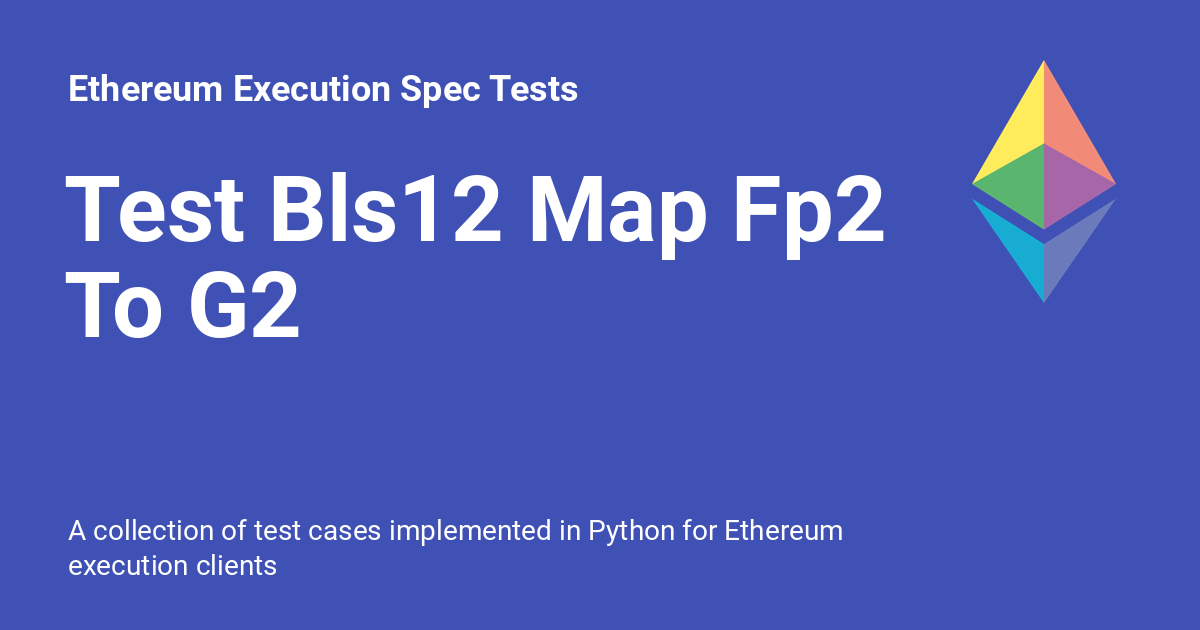 Ethereum Execution Spec Tests
Test Bls12 Map Fp2
To G2
A collection of test cases implemented in Python for Ethereum
execution clients